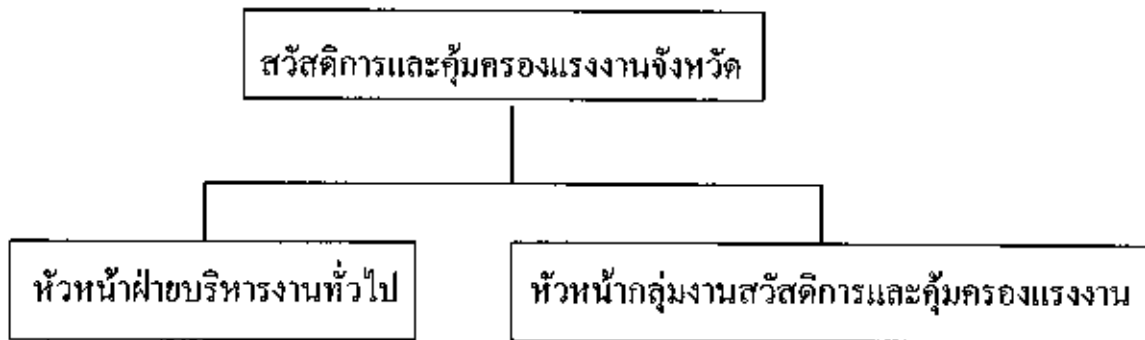 สวัสดิการและคุ้มครองแรงงานจังหวัด
หัวหน้าฝ่ายบริหารงานทั่วไป
หัวหน้ากลุ่มงานสวัสดิการและคุ้มครองแรงงาน